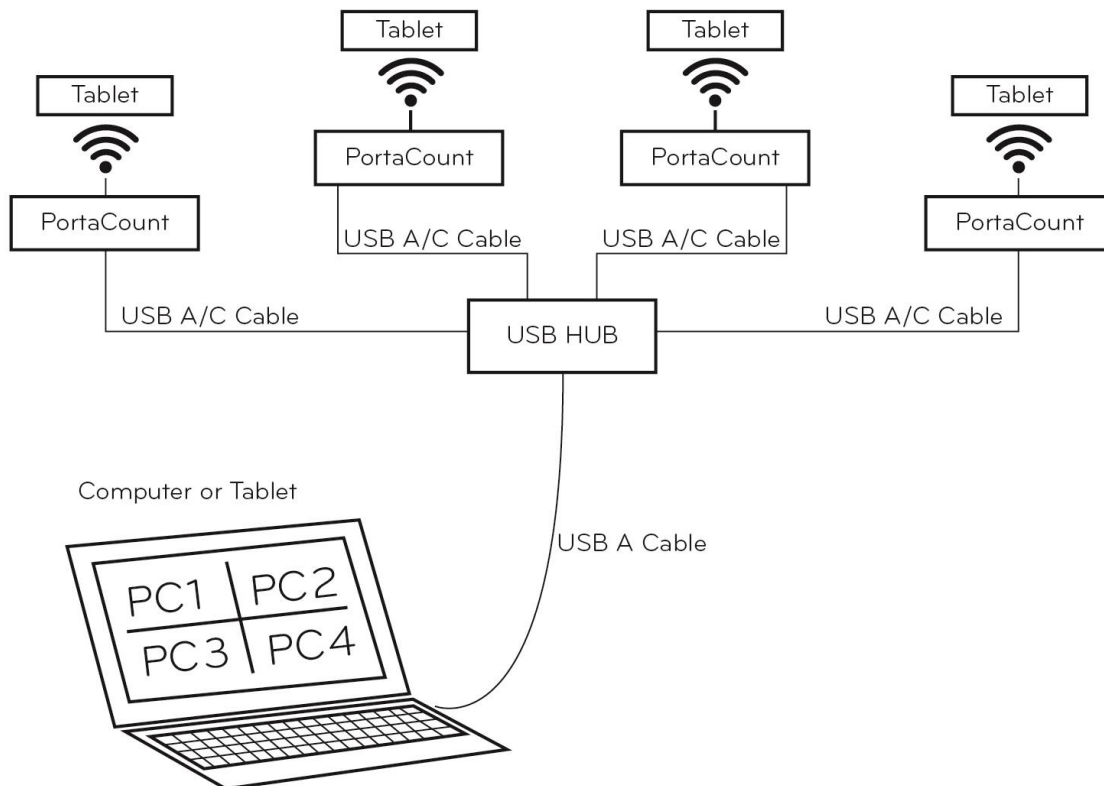 Tablet
Tablet
Tablet
Tablet
PortaCount
PortaCount
PortaCount
PortaCount
USB A/C Cable
USB A/C Cable
USB A/C Cable
USB A/C Cable
USB HUB
Computer or Tablet
USB A Cable
PC1 PC2
PC3 PC4